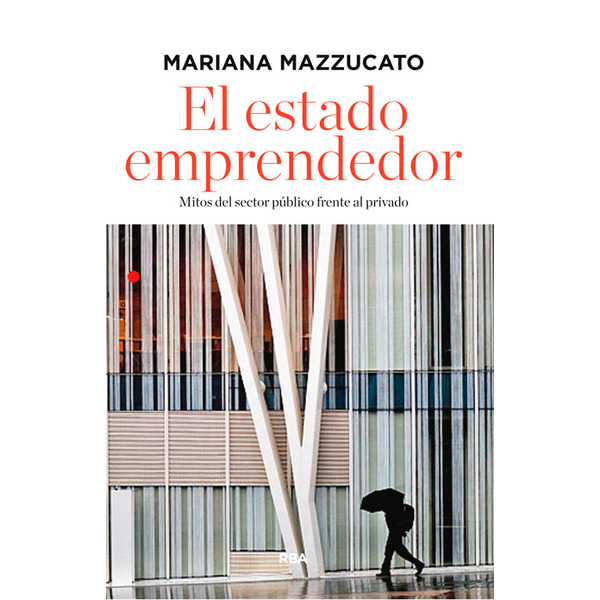 MARIANA MAZZUCATO
El estado
emprendedor
Mitos del sector público frente al privado
RBA